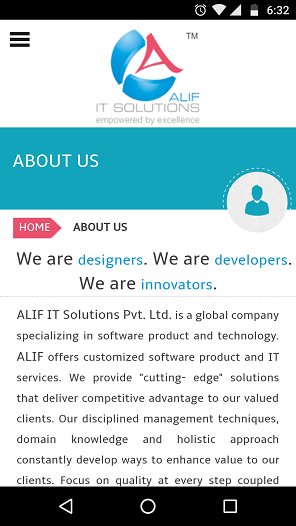 6:32
TM
ALIF
IT SOLUTIONS
empowered by excellence
ABOUT US
HOME ABOUT US
We are designers. We are developers.
We are innovators.
ALIF IT Solutions Pvt. Ltd. is a global company
specializing in software product and technology.
ALIF offers customized software product and IT
services. We provide "cutting- edge" solutions
that deliver competitive advantage to our valued
clients. Our disciplined management techniques,
domain knowledge and holistic approach
constantly develop ways to enhance value to our
clients. Focus on quality at every step coupled